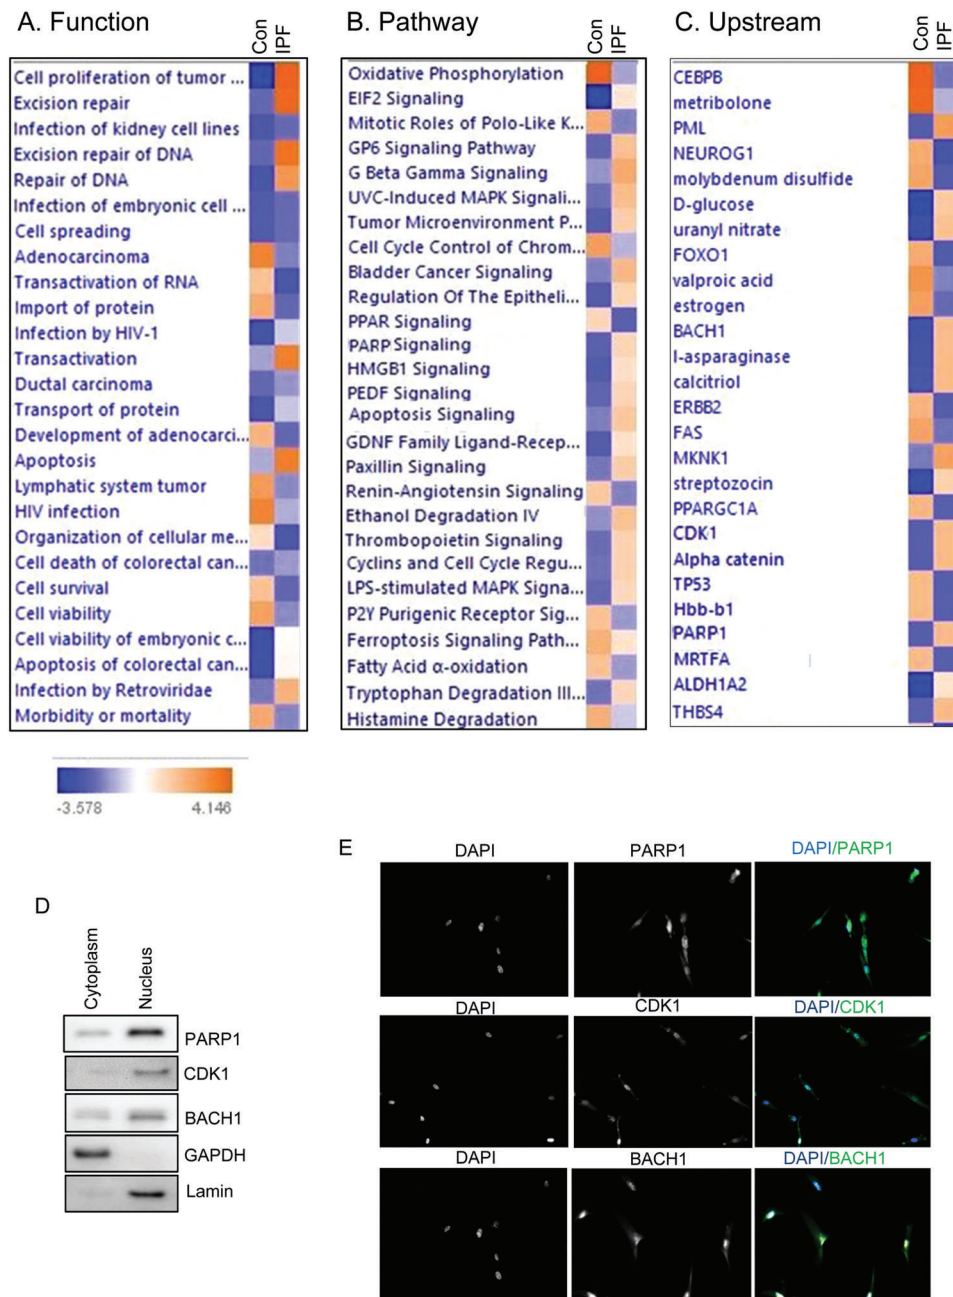 A. Function
Con
IPF
Cell proliferation of tumor ...
Excision repair
Infection of kidney cell lines
Excision repair of DNA
Repair of DNA
Infection of embryonic cell ...
Cell spreading
Adenocarcinoma
Transactivation of RNA
Import of protein
Infection by HIV-1
Transactivation
Ductal carcinoma
Transport of protein
Development of adenocarci...
Apoptosis
Lymphatic system tumor
HIV infection
Organization of cellular me...
Cell death of colorectal can...
Cell survival
Cell viability
Cell viability of embryonic c...
Apoptosis of colorectal can...
Infection by Retroviridae
Morbidity or mortality
-3.578 4.146
B. Pathway
Con
IPF
Oxidative Phosphorylation
EIF2 Signaling
Mitotic Roles of Polo-Like K...
GP6 Signaling Pathway
G Beta Gamma Signaling
UVC-Induced MAPK Signali...
Tumor Microenvironment P...
Cell Cycle Control of Chrom...
Bladder Cancer Signaling
Regulation Of The Epitheli...
PPAR Signaling
PARP Signaling
HMGB1 Signaling
PEDF Signaling
Apoptosis Signaling
GDNF Family Ligand-Recep...
Paxillin Signaling
Renin-Angiotensin Signaling
Ethanol Degradation IV
Thrombopoietin Signaling
Cyclins and Cell Cycle Regu...
LPS-stimulated MAPK Signa...
P2Y Purigenic Receptor Sig...
Ferroptosis Signaling Path...
Fatty Acid α-oxidation
Tryptophan Degradation III...
Histamine Degradation
C. Upstream
Con
IPF
CEBPB
metribolone
PML
NEUROG1
molybdenum disulfide
D-glucose
uranyl nitrate
FOXO1
valproic acid
estrogen
BACH1
l-asparaginase
calcitriol
ERBB2
FAS
MKNK1
streptozocin
PPARGC1A
CDK1
Alpha catenin
TP53
Hbb-b1
PARP1
MRTFA
ALDH1A2
THBS4
D
Cytoplasm
Nucleus
PARP1
CDK1
BACH1
GAPDH
Lamin
E
DAPI PARP1 DAPI/PARP1
DAPI CDK1 DAPI/CDK1
DAPI BACH1 DAPI/BACH1